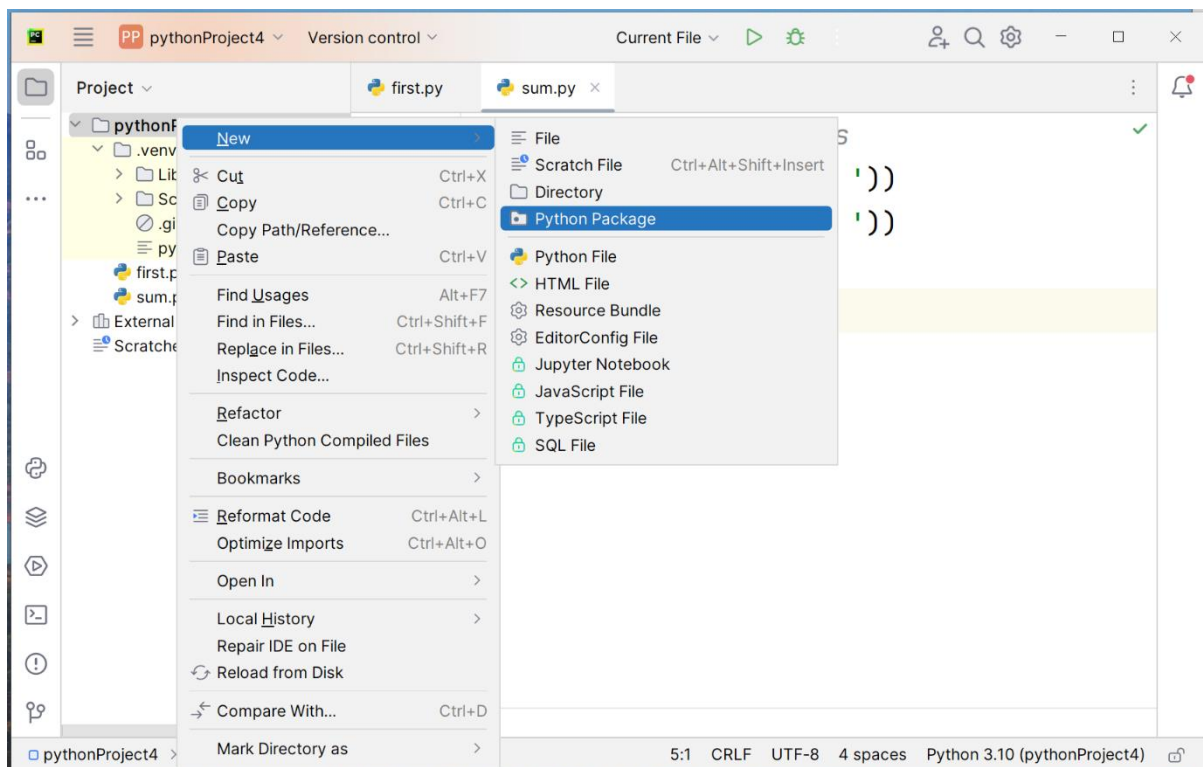 PC PP pythonProject4 Version control Current File
Project first.py sum.py
pythonP
.venv
Lib
Sc
.gi
py
first.p
sum.p
External
Scratche
New
Cut Ctrl+X
Copy Ctrl+C
Copy Path/Reference...
Paste Ctrl+V
Find Usages Alt+F7
Find in Files... Ctrl+Shift+F
Replace in Files... Ctrl+Shift+R
Inspect Code...
Refactor
Clean Python Compiled Files
Bookmarks
Reformat Code Ctrl+Alt+L
Optimize Imports Ctrl+Alt+O
Open In
Local History
Repair IDE on File
Reload from Disk
Compare With... Ctrl+D
Mark Directory as
File
Scratch File Ctrl+Alt+Shift+Insert
Directory
Python Package
Python File
HTML File
Resource Bundle
EditorConfig File
Jupyter Notebook
JavaScript File
TypeScript File
SQL File
s
'))
'))
pythonProject4 > 5:1 CRLF UTF-8 4 spaces Python 3.10 (pythonProject4)